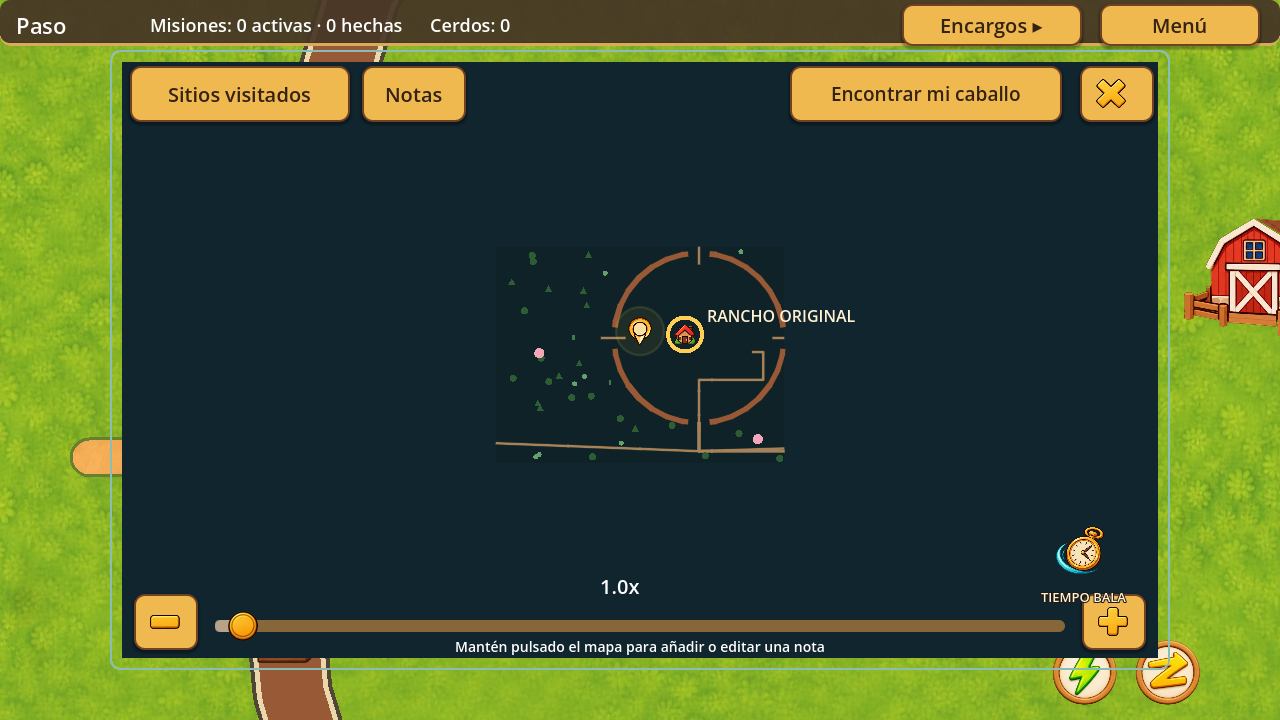 Paso
Misiones: 0 activas · 0 hechas
Cerdos: 0
Encargos ▸
Menú
Sitios visitados
Notas
Encontrar mi caballo
RANCHO ORIGINAL
1.0x
TIEMPO BALA
Mantén pulsado el mapa para añadir o editar una nota